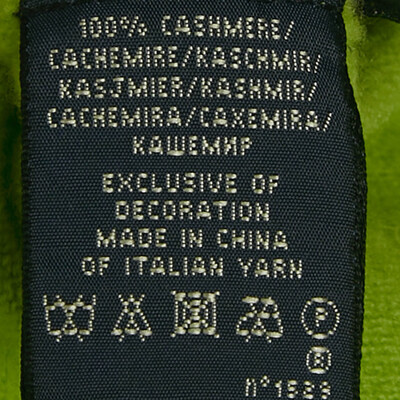 100% CASHMERE/
CACHEMIRE/KASCHMIR/
KASJMIER/KASHMIR/
CACHEMIRA/CAXEMIRA/
КАШЕМИР
EXCLUSIVE OF
DECORATION
MADE IN CHINA
OF ITALIAN YARN
P